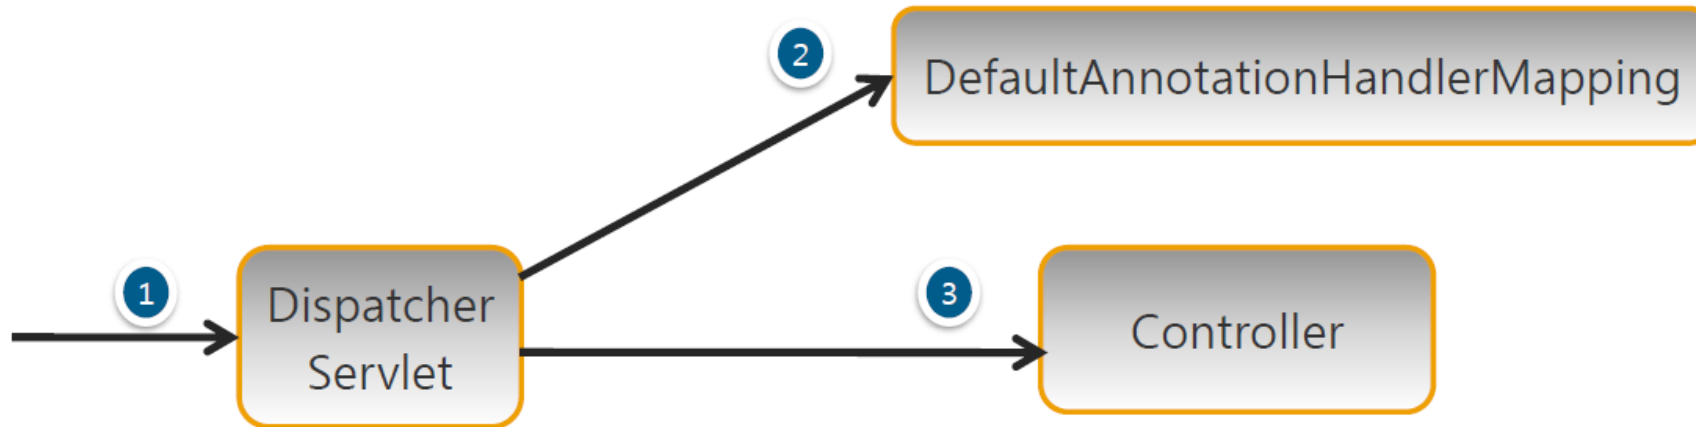 2
DefaultAnnotationHandlerMapping
1
Dispatcher
Servlet
3
Controller